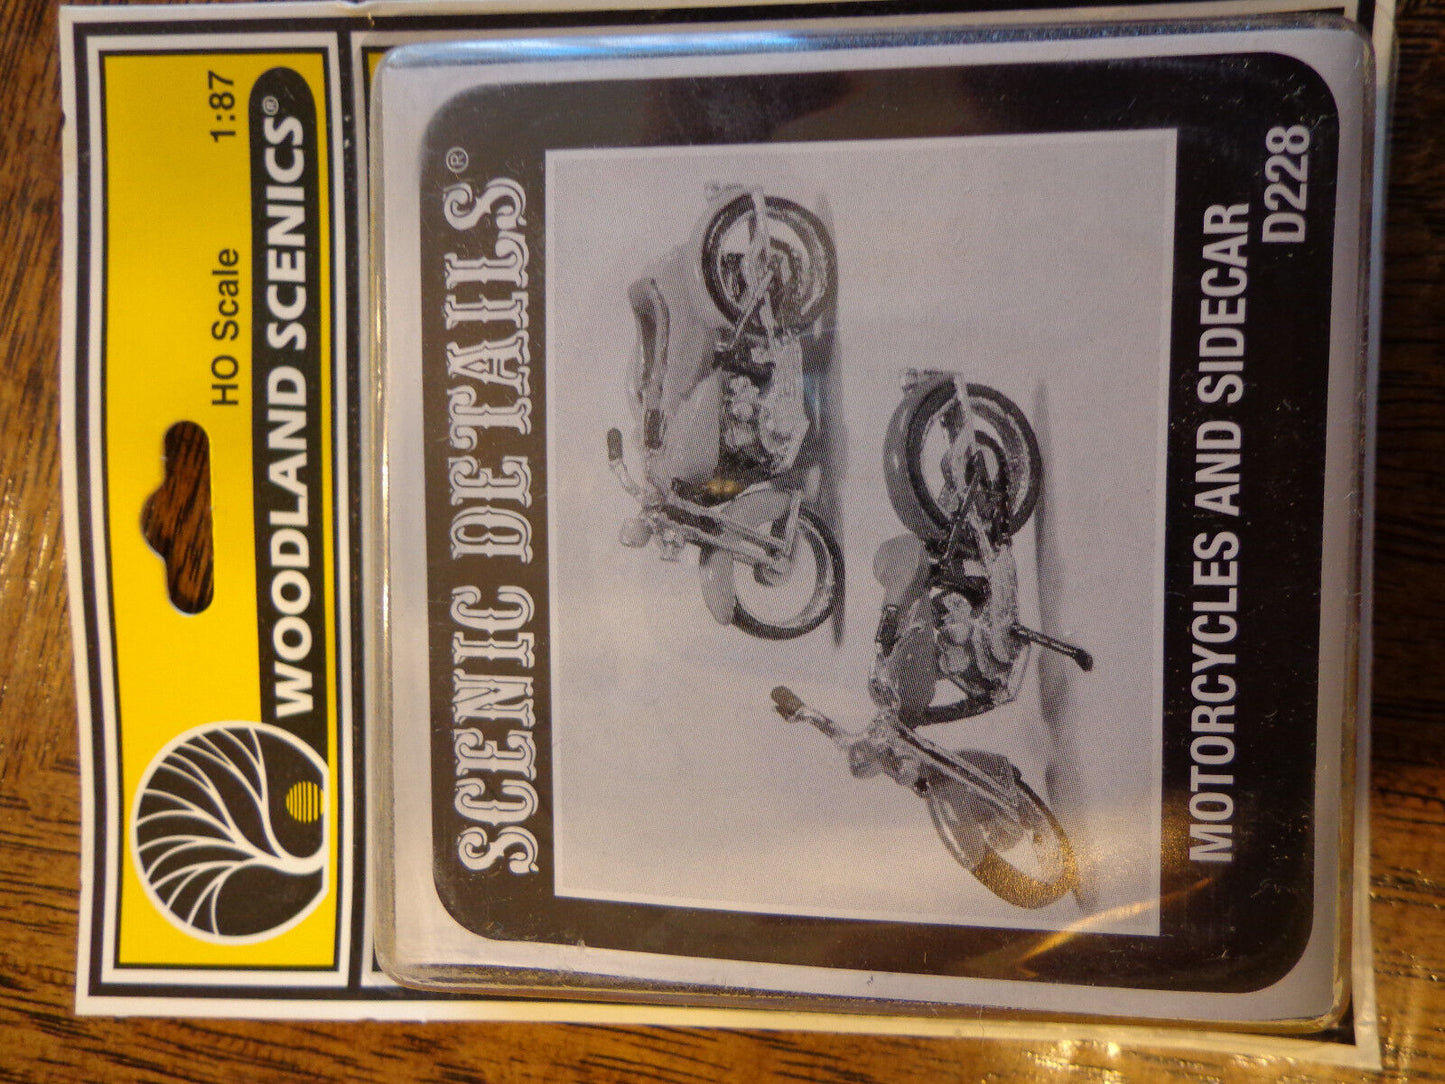 HO Scale 1:87
WOODLAND SCENICS®
SCENIC DETAILS®
MOTORCYCLES AND SIDECAR
D228